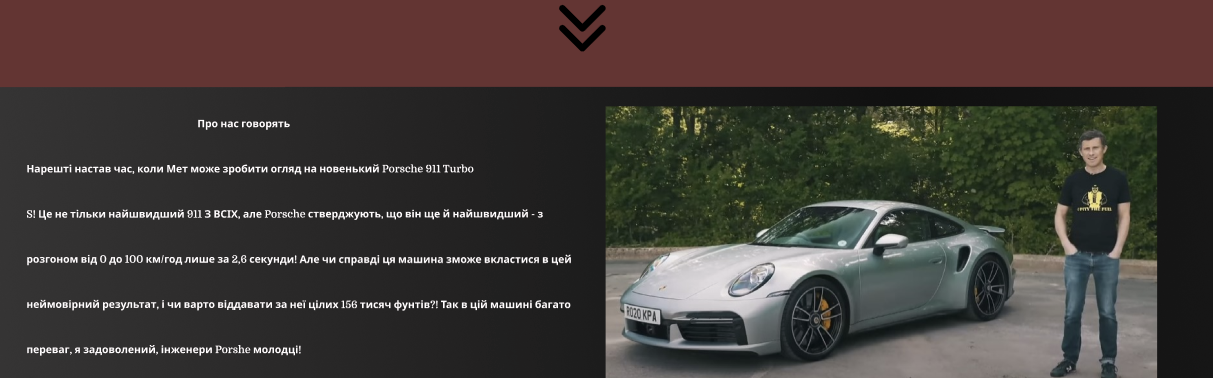 Про нас говорять
Нарешті настав час, коли Мет може зробити огляд на новенький Porsche 911 Turbo
S! Це не тільки найшвидший 911 З ВСІХ, але Porsche стверджують, що він ще й найшвидший - з
розгоном від 0 до 100 км/год лише за 2,6 секунди! Але чи справді ця машина зможе вкластися в цей
неймовірний результат, і чи варто віддавати за неї цілих 156 тисяч фунтів?! Так в цій машині багато
переваг, я задоволений, інженери Porshe молодці!
RO20 KPA